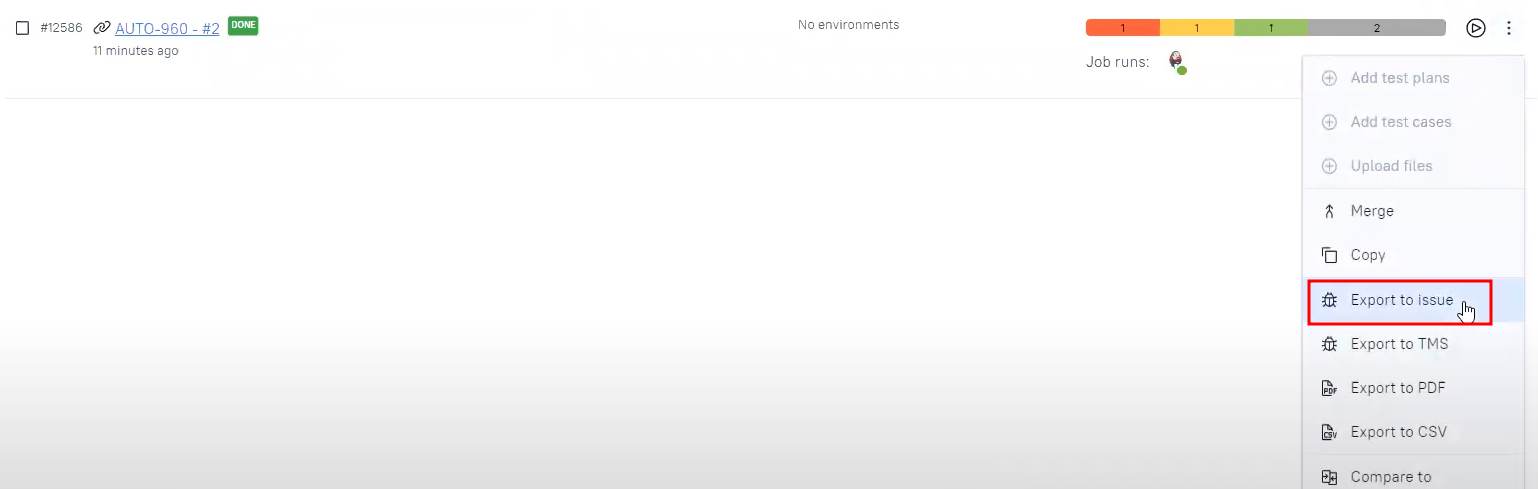 #12586 AUTO-960 - #2 DONE
11 minutes ago
No environments
1 1 1 2
Job runs:
Add test plans
Add test cases
Upload files
Merge
Copy
Export to issue
Export to TMS
PDF Export to PDF
CSV Export to CSV
Compare to